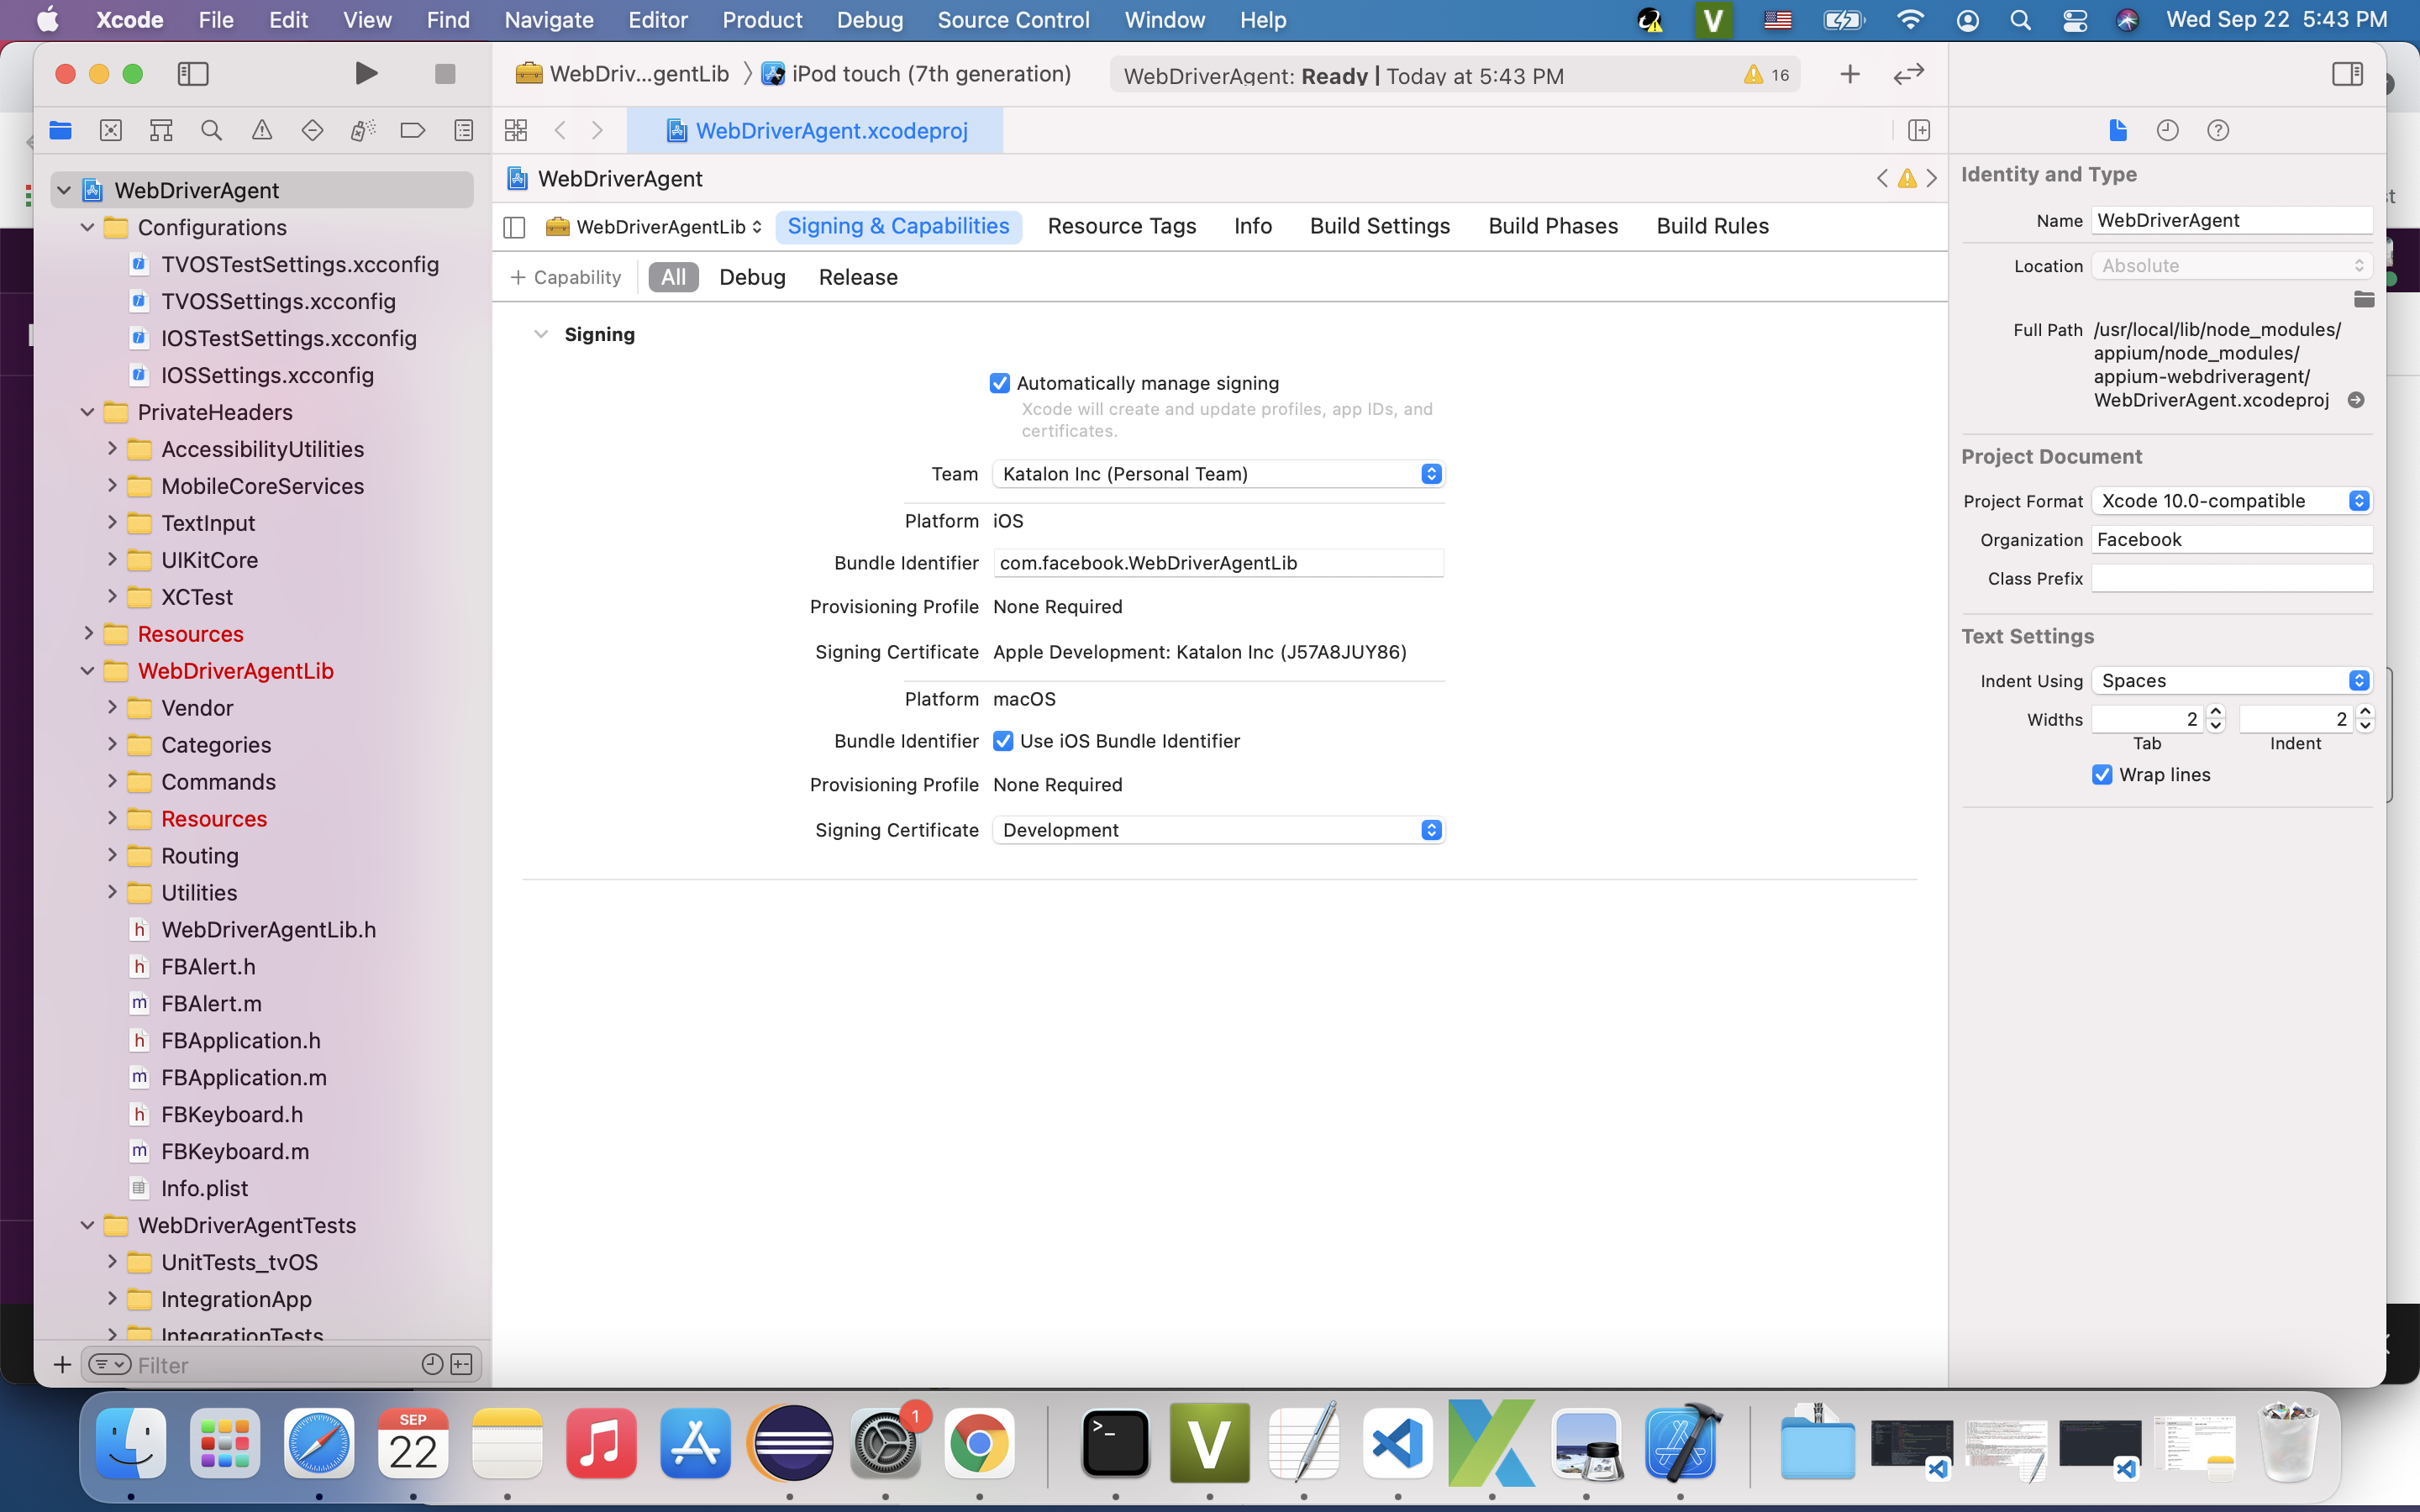 Xcode File Edit View Find Navigate Editor Product Debug Source Control Window Help
V
Wed Sep 22 5:43 PM
WebDriv...gentLib
iPod touch (7th generation)
WebDriverAgent: Ready | Today at 5:43 PM
16
WebDriverAgent.xcodeproj
WebDriverAgent
Configurations
TVOSTestSettings.xcconfig
TVOSSettings.xcconfig
IOSTestSettings.xcconfig
IOSSettings.xcconfig
PrivateHeaders
AccessibilityUtilities
MobileCoreServices
TextInput
UIKitCore
XCTest
Resources
WebDriverAgentLib
Vendor
Categories
Commands
Resources
Routing
Utilities
h WebDriverAgentLib.h
h FBAlert.h
m FBAlert.m
h FBApplication.h
m FBApplication.m
h FBKeyboard.h
m FBKeyboard.m
Info.plist
WebDriverAgentTests
UnitTests_tvOS
IntegrationApp
IntegrationTests
Filter
WebDriverAgent
WebDriverAgentLib
Signing & Capabilities Resource Tags Info Build Settings Build Phases Build Rules
+ Capability All Debug Release
Signing
Automatically manage signing
Xcode will create and update profiles, app IDs, and
certificates.
Team Katalon Inc (Personal Team)
Platform iOS
Bundle Identifier com.facebook.WebDriverAgentLib
Provisioning Profile None Required
Signing Certificate Apple Development: Katalon Inc (J57A8JUY86)
Platform macOS
Bundle Identifier Use iOS Bundle Identifier
Provisioning Profile None Required
Signing Certificate Development
Identity and Type
Name WebDriverAgent
Location Absolute
Full Path /usr/local/lib/node_modules/
appium/node_modules/
appium-webdriveragent/
WebDriverAgent.xcodeproj
Project Document
Project Format Xcode 10.0-compatible
Organization Facebook
Class Prefix
Text Settings
Indent Using Spaces
Widths 2 2
Tab Indent
Wrap lines
SEP
22
1
>_
V